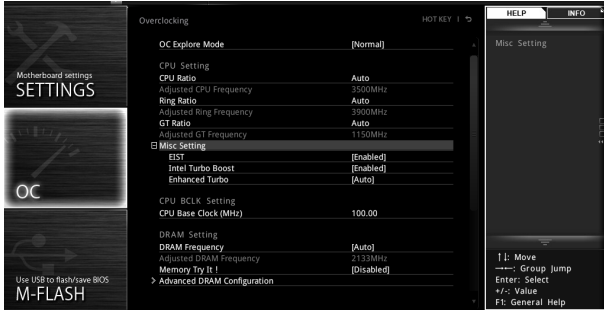 Motherboard settings
SETTINGS
OC
Use USB to flash/save BIOS
M-FLASH
Overclocking
HOT KEY
OC Explore Mode [Normal]
CPU Setting
CPU Ratio Auto
Adjusted CPU Frequency 3500MHz
Ring Ratio Auto
Adjusted Ring Frequency 3900MHz
GT Ratio Auto
Adjusted GT Frequency 1150MHz
Misc Setting
EIST [Enabled]
Intel Turbo Boost [Enabled]
Enhanced Turbo [Auto]
CPU BCLK Setting
CPU Base Clock (MHz) 100.00
DRAM Setting
DRAM Frequency [Auto]
Adjusted DRAM Frequency 2133MHz
Memory Try It ! [Disabled]
> Advanced DRAM Configuration
HELP INFO
Misc Setting
↑↓: Move
→←: Group Jump
Enter: Select
+/-: Value
F1: General Help